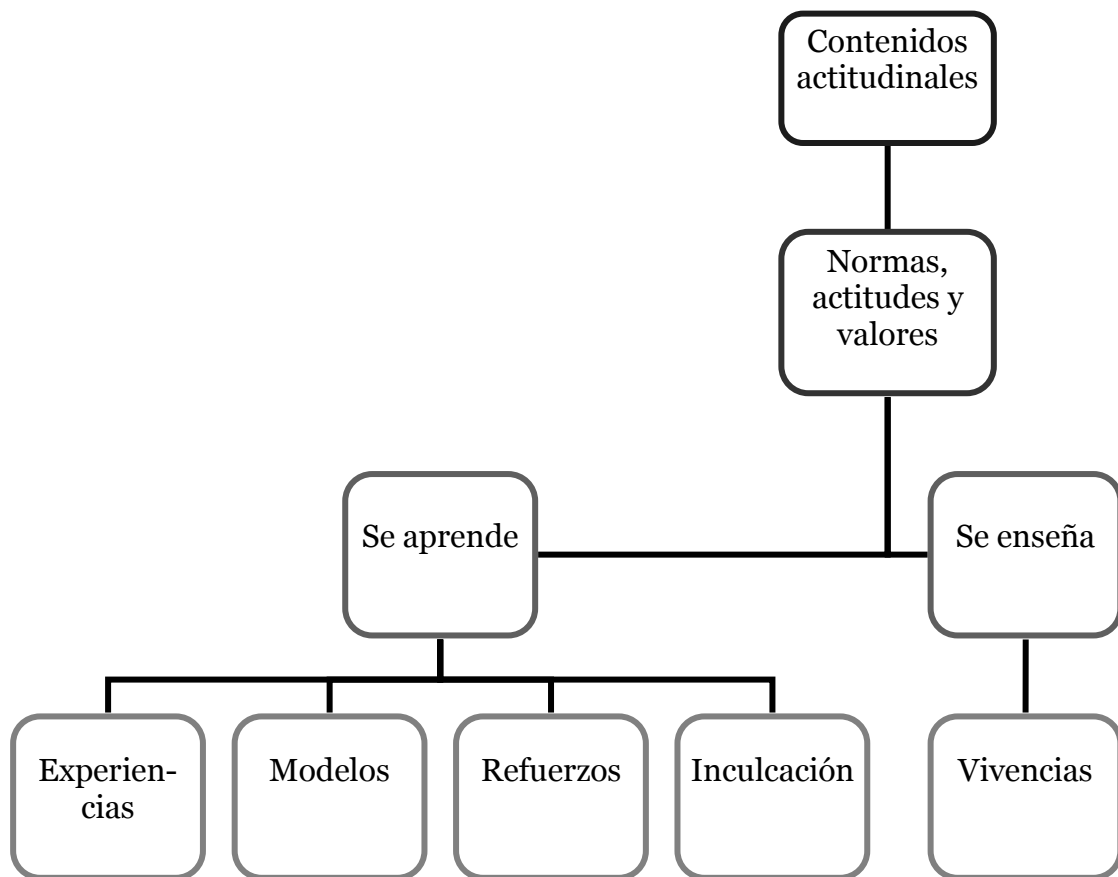 Contenidos
actitudinales
Normas,
actitudes y
valores
Se aprende
Se enseña
Experien-
cias
Modelos
Refuerzos
Inculcación
Vivencias